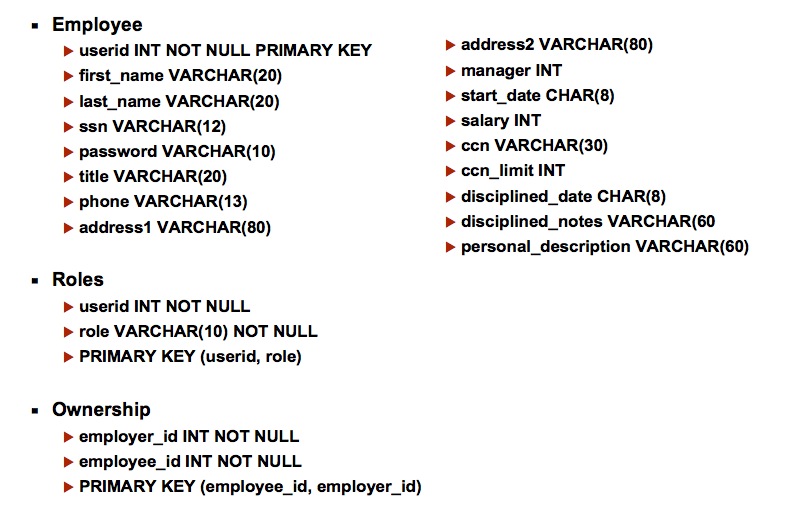 Employee
userid INT NOT NULL PRIMARY KEY
first_name VARCHAR(20)
last_name VARCHAR(20)
ssn VARCHAR(12)
password VARCHAR(10)
title VARCHAR(20)
phone VARCHAR(13)
address1 VARCHAR(80)
address2 VARCHAR(80)
manager INT
start_date CHAR(8)
salary INT
ccn VARCHAR(30)
ccn_limit INT
disciplined_date CHAR(8)
disciplined_notes VARCHAR(60
personal_description VARCHAR(60)
Roles
userid INT NOT NULL
role VARCHAR(10) NOT NULL
PRIMARY KEY (userid, role)
Ownership
employer_id INT NOT NULL
employee_id INT NOT NULL
PRIMARY KEY (employee_id, employer_id)